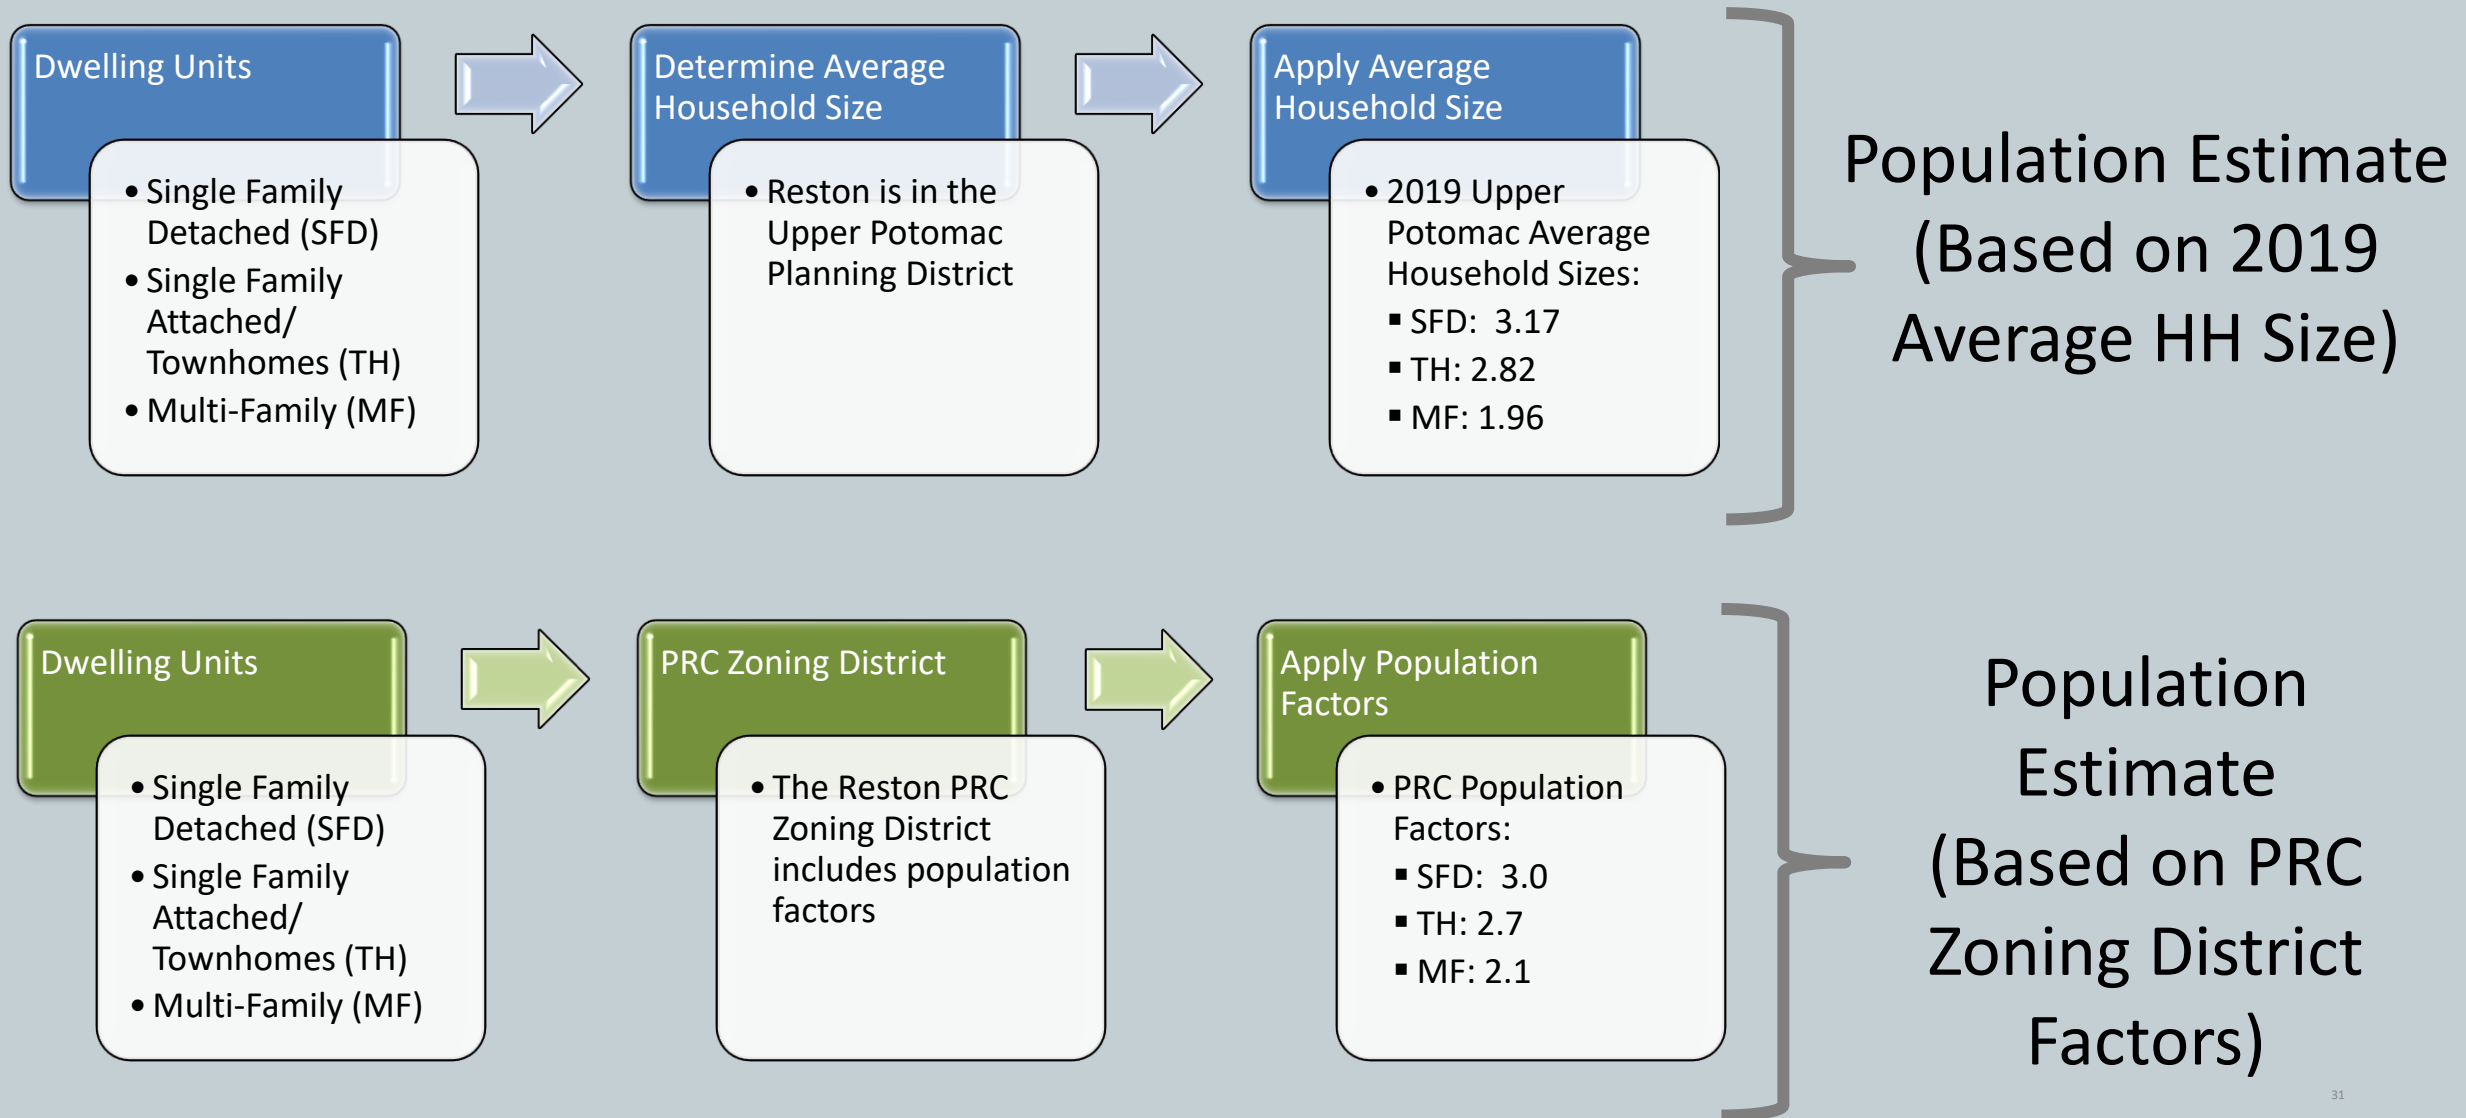 Dwelling Units
• Single Family
Detached (SFD)
• Single Family
Attached/
Townhomes (TH)
• Multi-Family (MF)
Determine Average
Household Size
• Reston is in the
Upper Potomac
Planning District
Apply Average
Household Size
• 2019 Upper
Potomac Average
Household Sizes:
▪ SFD: 3.17
▪ TH: 2.82
▪ MF: 1.96
Population Estimate
(Based on 2019
Average HH Size)
Dwelling Units
• Single Family
Detached (SFD)
• Single Family
Attached/
Townhomes (TH)
• Multi-Family (MF)
PRC Zoning District
• The Reston PRC
Zoning District
includes population
factors
Apply Population
Factors
• PRC Population
Factors:
▪ SFD: 3.0
▪ TH: 2.7
▪ MF: 2.1
Population
Estimate
(Based on PRC
Zoning District
Factors)
31